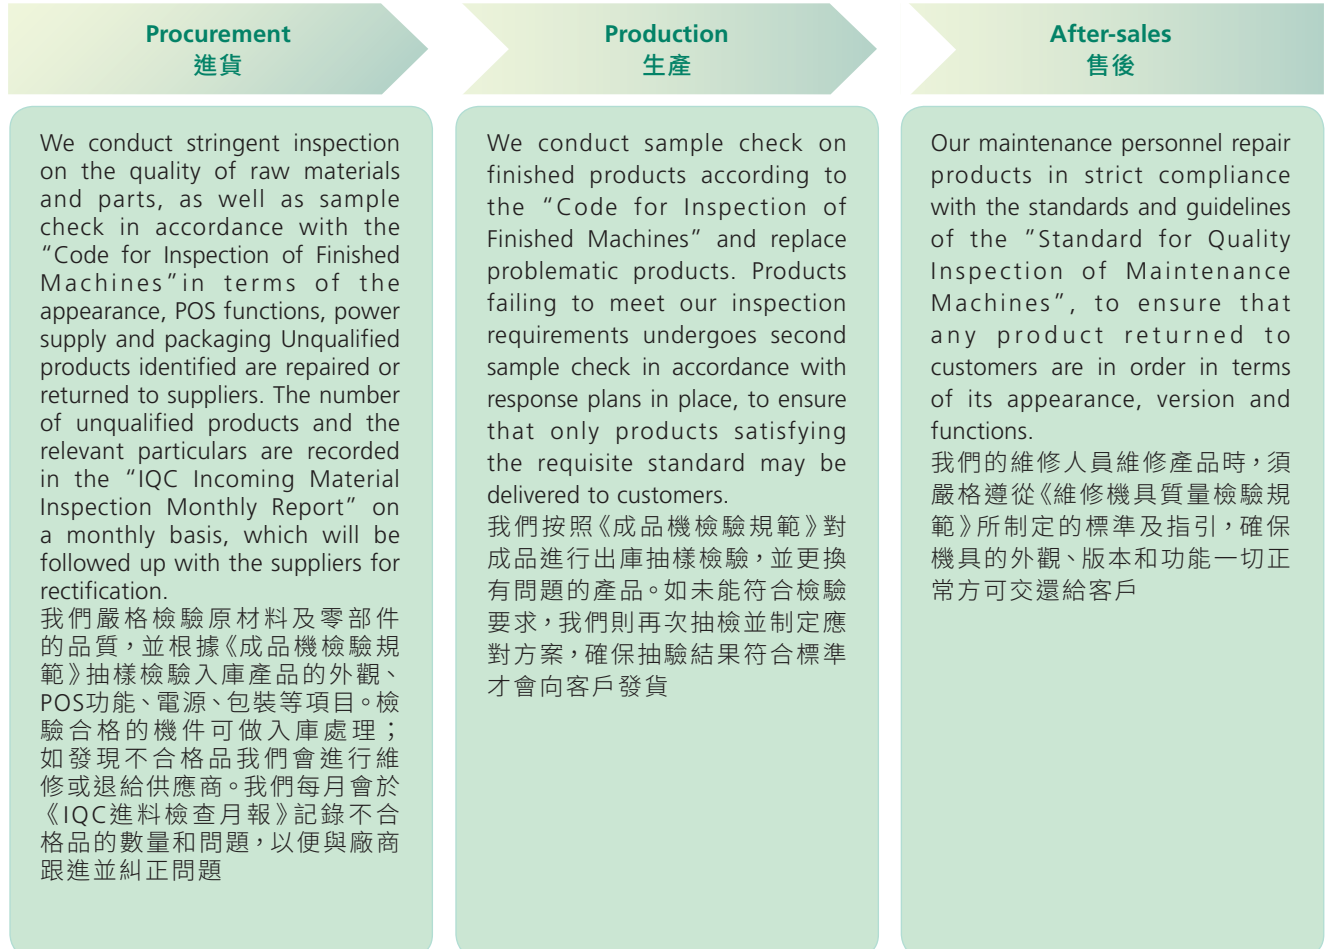 Procurement
進貨
We conduct stringent inspection
on the quality of raw materials
and parts, as well as sample
check in accordance with the
“Code for Inspection of Finished
Machines”in terms of the
appearance, POS functions, power
supply and packaging Unqualified
products identified are repaired or
returned to suppliers. The number
of unqualified products and the
relevant particulars are recorded
in the “IQC Incoming Material
Inspection Monthly Report” on
a monthly basis, which will be
followed up with the suppliers for
rectification.
我們嚴格檢驗原材料及零部件
的品質，並根據《成品機檢驗規
範》抽樣檢驗入庫產品的外觀、
POS功能、電源、包裝等項目。檢
驗合格的機件可做入庫處理；
如發現不合格品我們會進行維
修或退給供應商。我們每月會於
《IQC進料檢查月報》記錄不合
格品的數量和問題，以便與廠商
跟進並糾正問題
Production
生產
We conduct sample check on
finished products according to
the “Code for Inspection of
Finished Machines” and replace
problematic products. Products
failing to meet our inspection
requirements undergoes second
sample check in accordance with
response plans in place, to ensure
that only products satisfying
the requisite standard may be
delivered to customers.
我們按照《成品機檢驗規範》對
成品進行出庫抽樣檢驗，並更換
有問題的產品。如未能符合檢驗
要求，我們則再次抽檢並制定應
對方案，確保抽驗結果符合標準
才會向客戶發貨
After-sales
售後
Our maintenance personnel repair
products in strict compliance
with the standards and guidelines
of the ”Standard for Quality
Inspection of Maintenance
Machines”, to ensure that
any product returned to
customers are in order in terms
of its appearance, version and
functions.
我們的維修人員維修產品時，須
嚴格遵從《維修機具質量檢驗規
範》所制定的標準及指引，確保
機具的外觀、版本和功能一切正
常方可交還給客戶